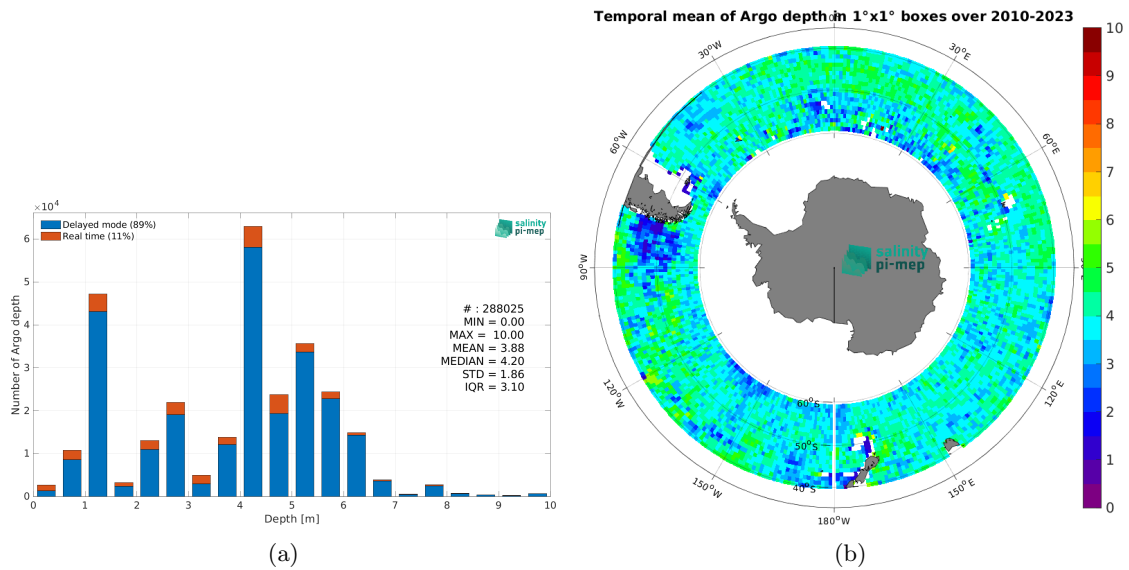 ×10⁴
6
5
4
3
2
1
0
Number of Argo depth
Delayed mode (89%)
Real time (11%)
salinity
pi-mep
# : 288025
MIN = 0.00
MAX = 10.00
MEAN = 3.88
MEDIAN = 4.20
STD = 1.86
IQR = 3.10
0 1 2 3 4 5 6 7 8 9 10
Depth [m]
(a)
Temporal mean of Argo depth in 1°x1° boxes over 2010-2023
30°W
30°E
60°W
60°E
90°W
salinity
pi-mep
120°W
120°E
60°S
50°S
40°S
150°W
150°E
180°W
10
9
8
7
6
5
4
3
2
1
0
(b)